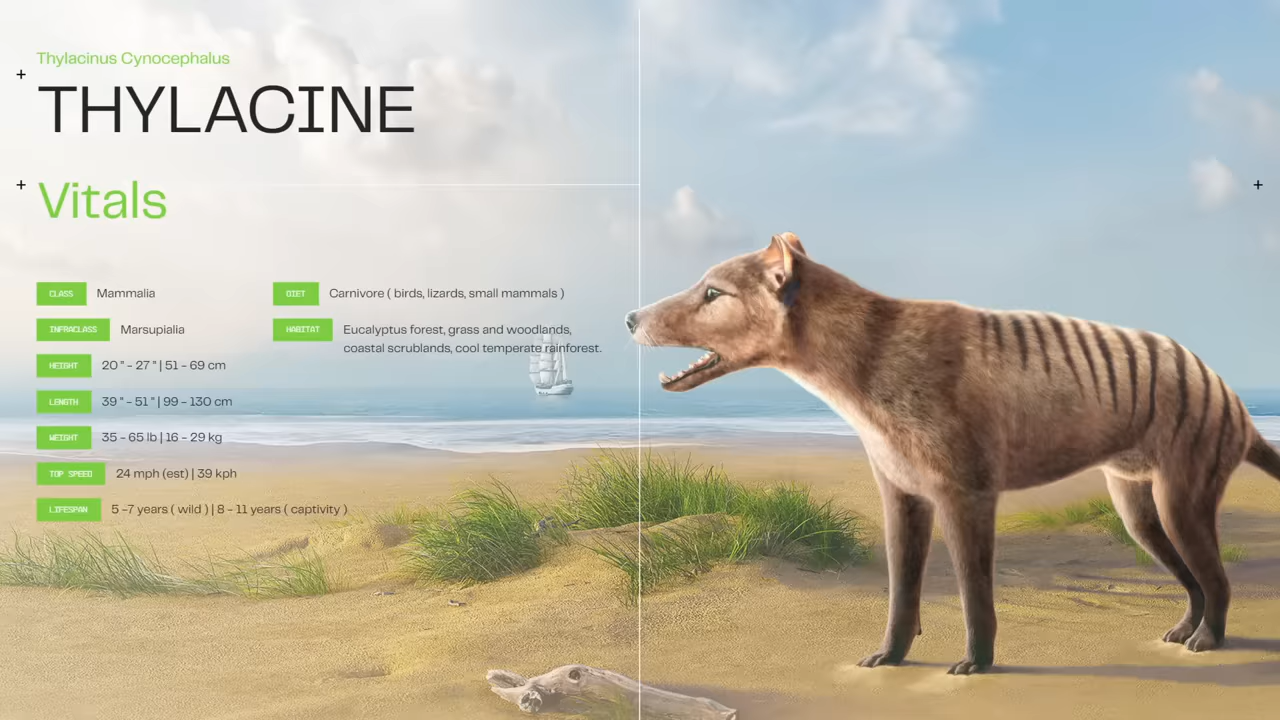 Thylacinus Cynocephalus
THYLACINE
Vitals
CLASS Mammalia
INFRACLASS Marsupialia
HEIGHT 20 " - 27 " | 51 - 69 cm
LENGTH 39 " - 51 " | 99 - 130 cm
WEIGHT 35 - 65 lb | 16 - 29 kg
TOP SPEED 24 mph (est) | 39 kph
LIFESPAN 5 -7 years ( wild ) | 8 - 11 years ( captivity )
DIET Carnivore ( birds, lizards, small mammals )
HABITAT Eucalyptus forest, grass and woodlands,
coastal scrublands, cool temperate rainforest.